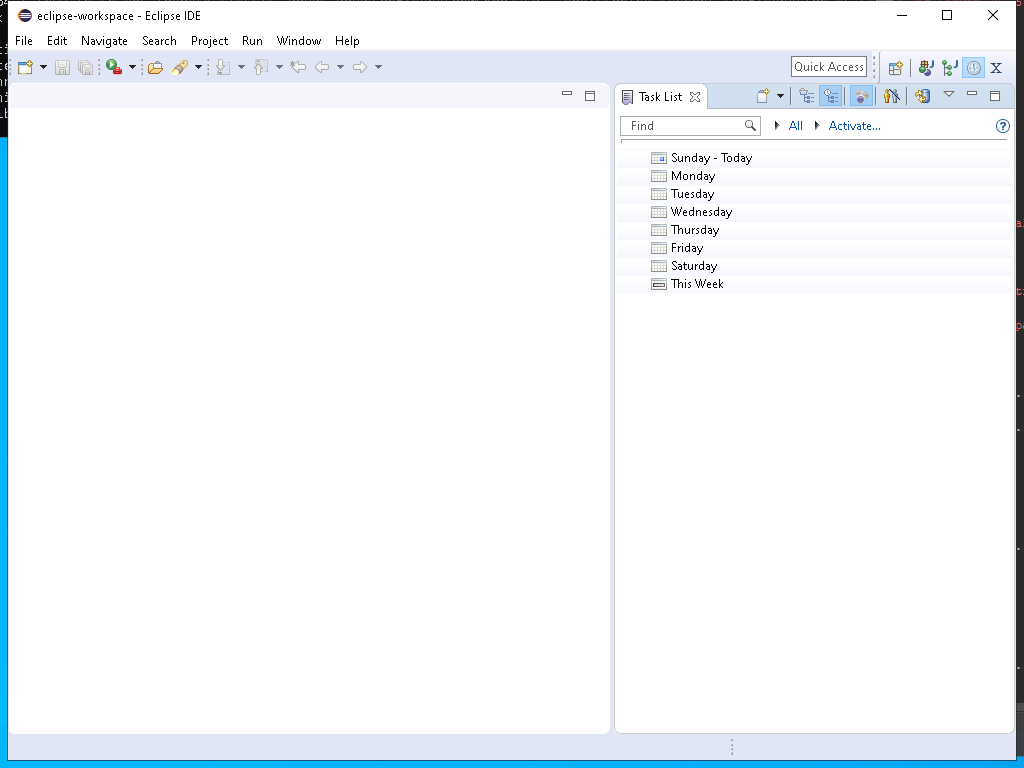 eclipse-workspace - Eclipse IDE
File Edit Navigate Search Project Run Window Help
Quick Access
Task List
Find All Activate...
Sunday - Today
Monday
Tuesday
Wednesday
Thursday
Friday
Saturday
This Week